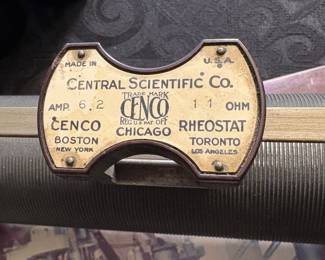 MADE IN U.S.A.
CENTRAL SCIENTIFIC CO.
TRADE MARK
AMP 6.2 CENCO 11 OHM
REG. U.S. PAT. OFF.
CENCO CHICAGO RHEOSTAT
BOSTON TORONTO
NEW YORK LOS ANGELES